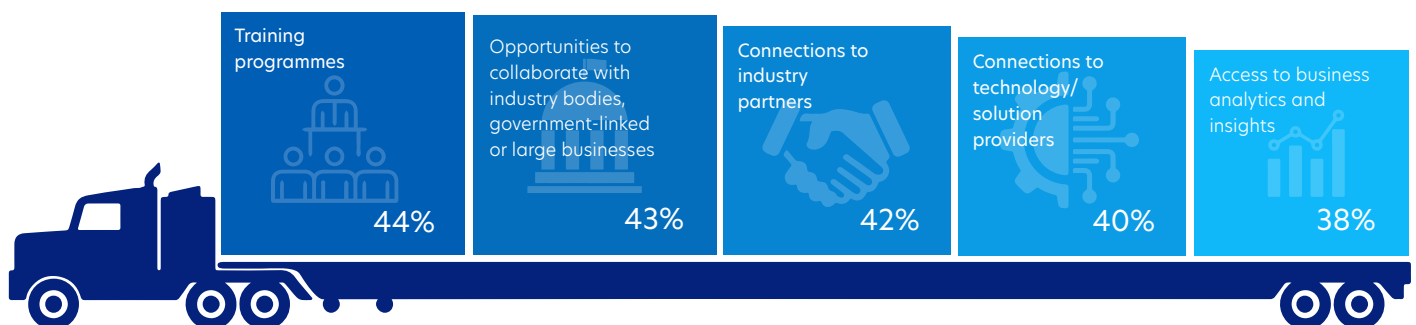 Training
programmes
44%
Opportunities to
collaborate with
industry bodies,
government-linked
or large businesses
43%
Connections to
industry
partners
42%
Connections to
technology/
solution
providers
40%
Access to business
analytics and
insights
38%